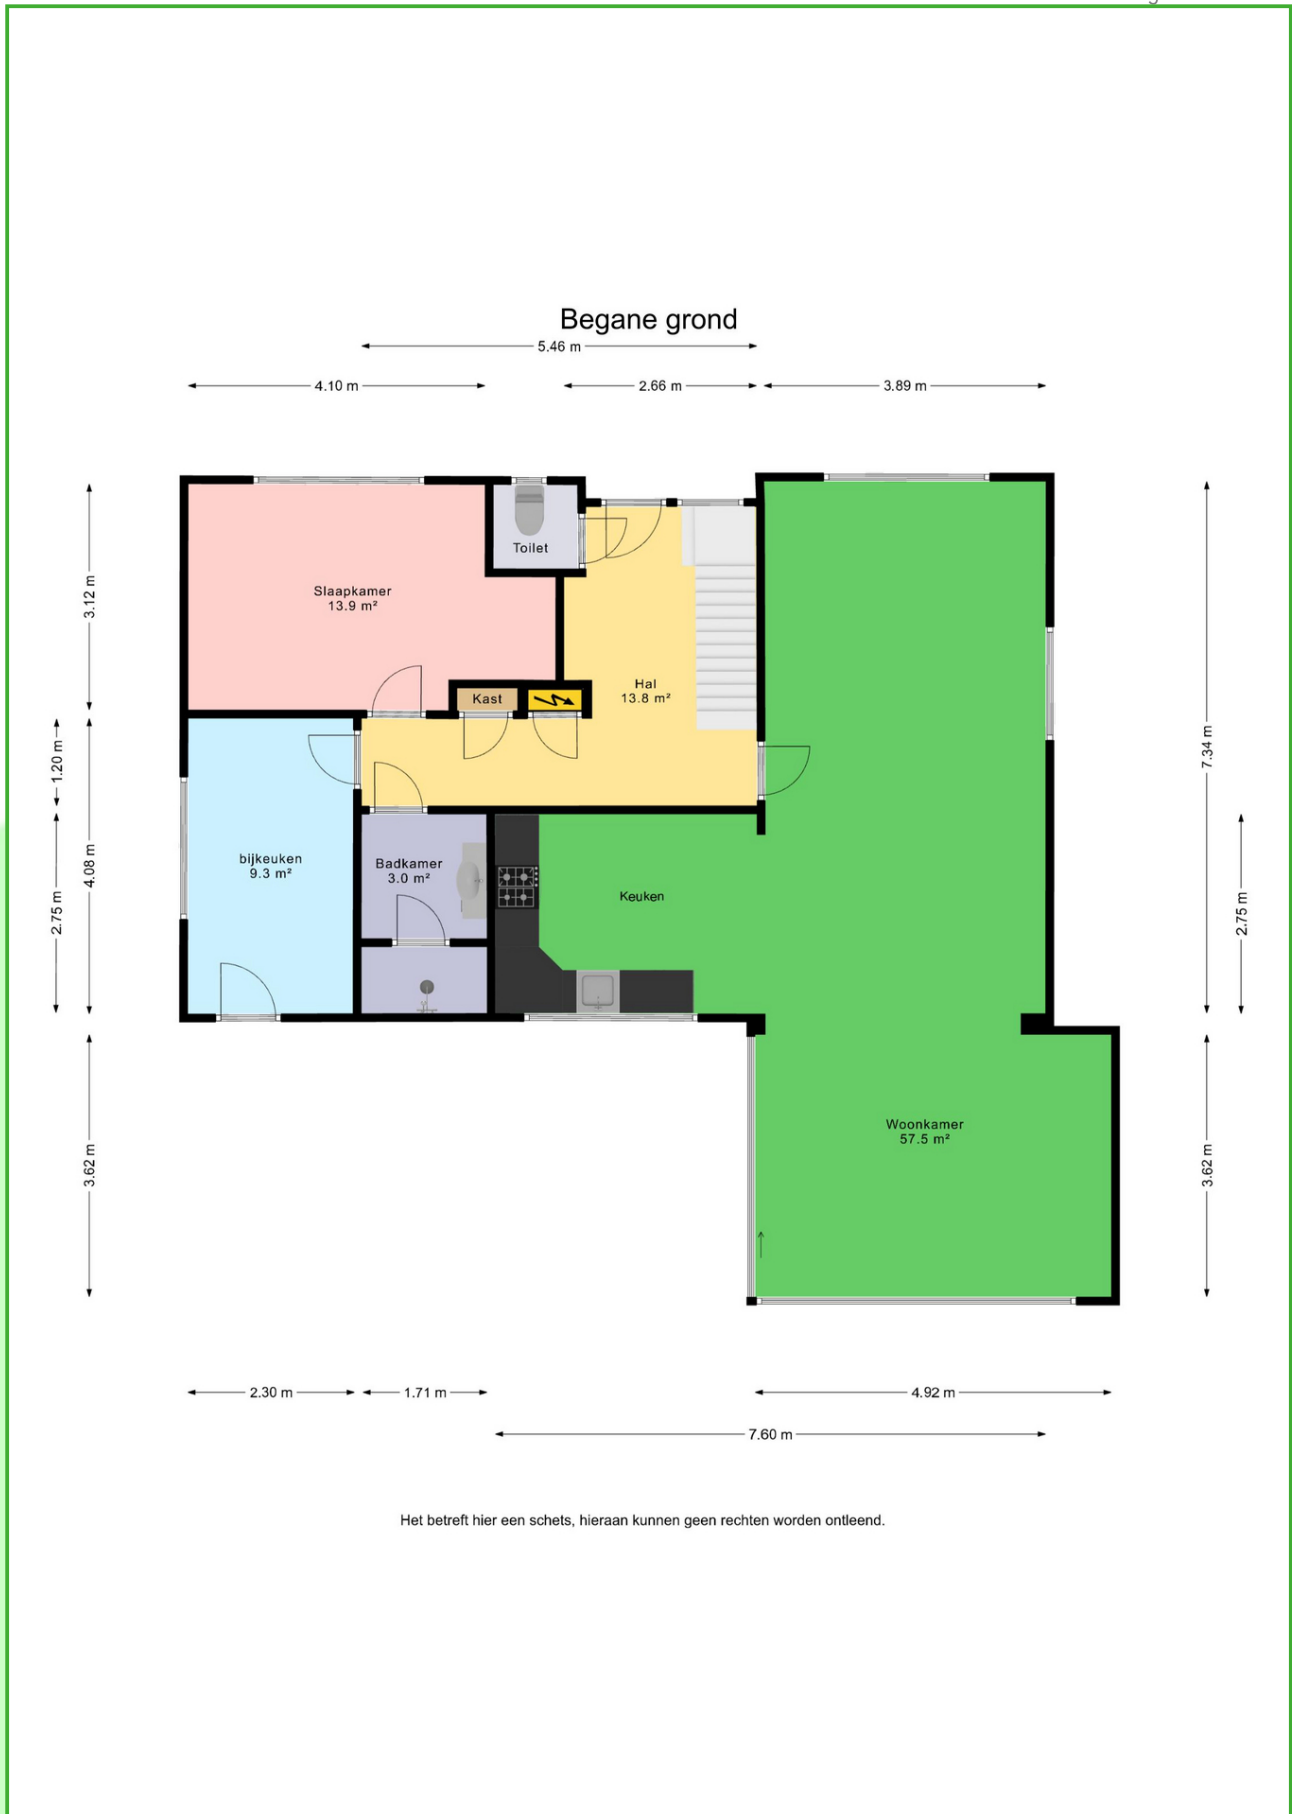 Begane grond
5.46 m
4.10 m
2.66 m
3.89 m
3.12 m
Toilet
Slaapkamer
13.9 m²
Kast
Hal
13.8 m²
1.20 m
4.08 m
2.75 m
7.34 m
bijkeuken
9.3 m²
Badkamer
3.0 m²
Keuken
2.75 m
Woonkamer
57.5 m²
3.62 m
3.62 m
2.30 m
1.71 m
4.92 m
7.60 m
Het betreft hier een schets, hieraan kunnen geen rechten worden ontleend.